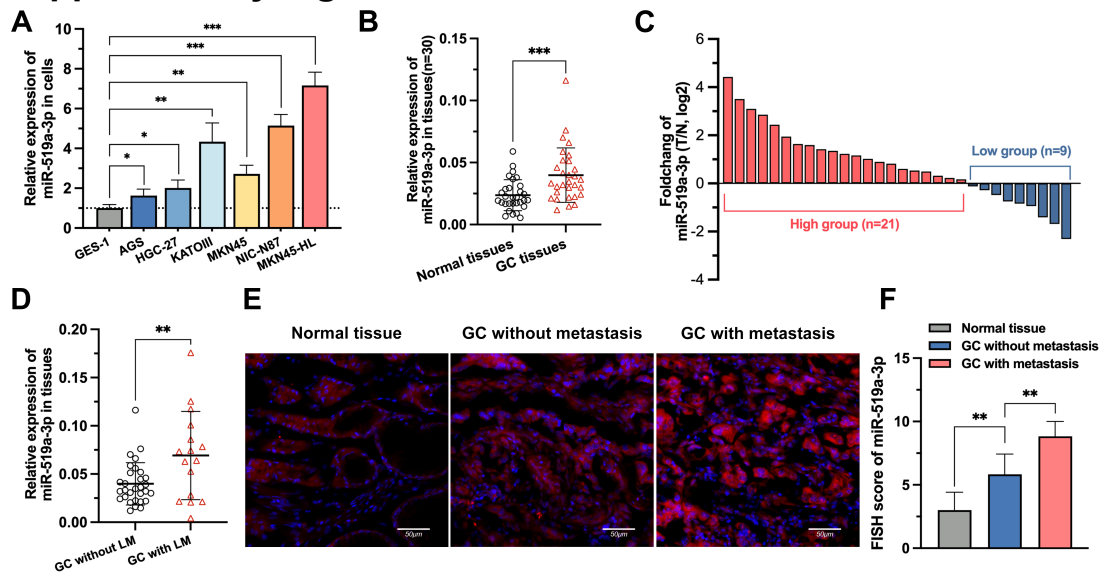 A
Relative expression of
miR-519a-3p in cells
10
8
6
4
2
0
***
***
**
**
*
*
GES-1
AGS
HGC-27
KATOIII
MKN45
NIC-N87
MKN45-HL
B
Relative expression of
miR-519a-3p in tissues(n=30)
0.15
0.10
0.05
0.00
***
Normal tissues
GC tissues
C
Foldchang of
miR-519a-3p (T/N, log2)
6
4
2
0
-2
-4
Low group (n=9)
High group (n=21)
D
Relative expression of
miR-519a-3p in tissues
0.20
0.15
0.10
0.05
0.00
**
GC without LM
GC with LM
E
Normal tissue
GC without metastasis
GC with metastasis
50μm
50μm
50μm
F
Normal tissue
GC without metastasis
GC with metastasis
FISH score of miR-519a-3p
15
10
5
0
**
**